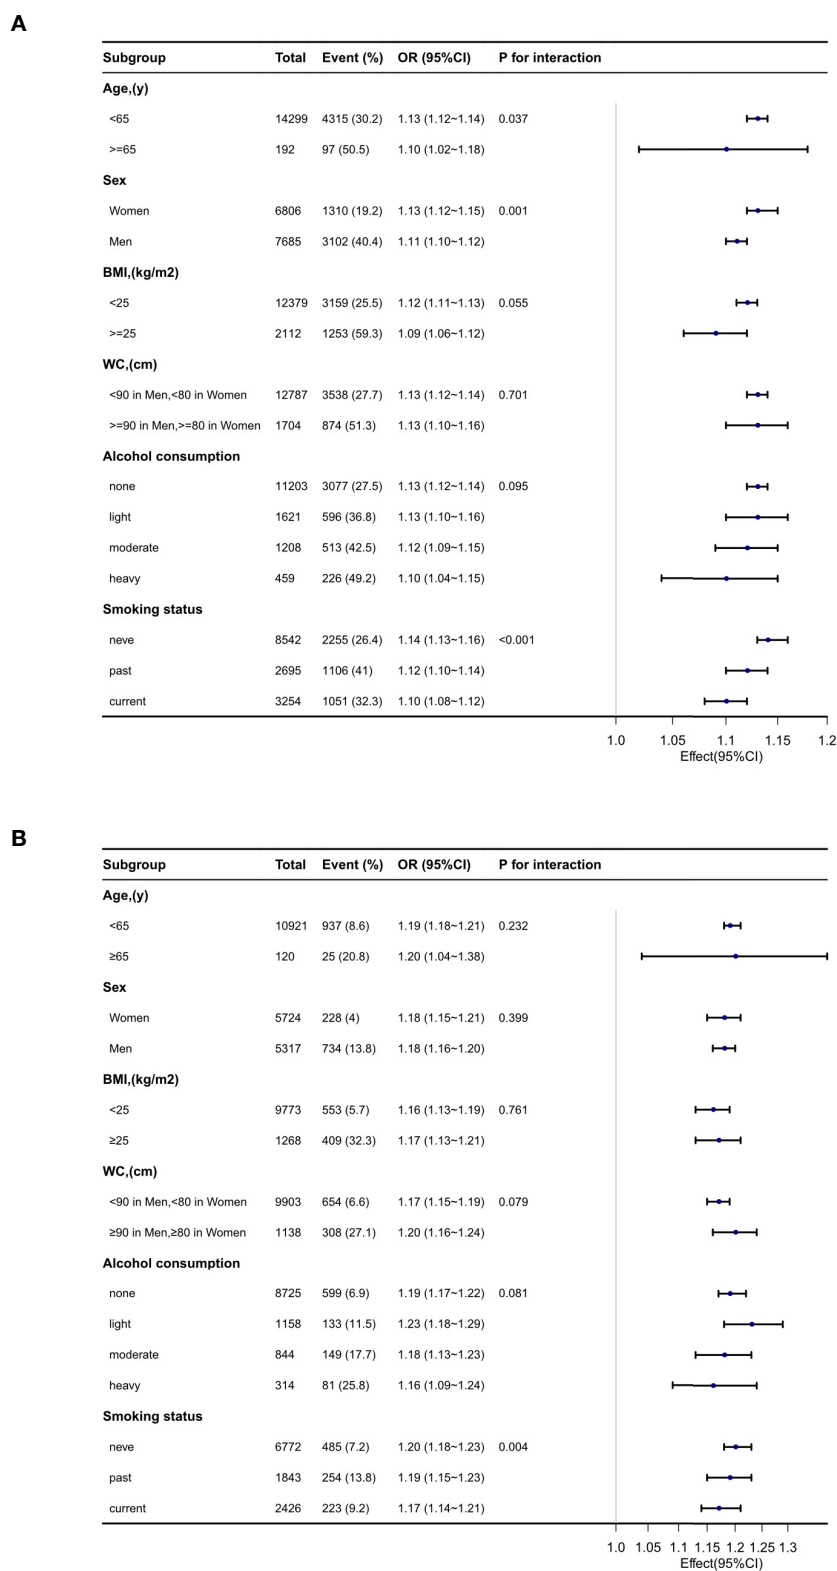 A
Subgroup Total Event (%) OR (95%CI) P for interaction
Age,(y)
<65 14299 4315 (30.2) 1.13 (1.12~1.14) 0.037
>=65 192 97 (50.5) 1.10 (1.02~1.18)
Sex
Women 6806 1310 (19.2) 1.13 (1.12~1.15) 0.001
Men 7685 3102 (40.4) 1.11 (1.10~1.12)
BMI,(kg/m2)
<25 12379 3159 (25.5) 1.12 (1.11~1.13) 0.055
>=25 2112 1253 (59.3) 1.09 (1.06~1.12)
WC,(cm)
<90 in Men,<80 in Women 12787 3538 (27.7) 1.13 (1.12~1.14) 0.701
>=90 in Men,>=80 in Women 1704 874 (51.3) 1.13 (1.10~1.16)
Alcohol consumption
none 11203 3077 (27.5) 1.13 (1.12~1.14) 0.095
light 1621 596 (36.8) 1.13 (1.10~1.16)
moderate 1208 513 (42.5) 1.12 (1.09~1.15)
heavy 459 226 (49.2) 1.10 (1.04~1.15)
Smoking status
neve 8542 2255 (26.4) 1.14 (1.13~1.16) <0.001
past 2695 1106 (41) 1.12 (1.10~1.14)
current 3254 1051 (32.3) 1.10 (1.08~1.12)
1.0 1.05 1.1 1.15 1.2
Effect(95%CI)
B
Subgroup Total Event (%) OR (95%CI) P for interaction
Age,(y)
<65 10921 937 (8.6) 1.19 (1.18~1.21) 0.232
≥65 120 25 (20.8) 1.20 (1.04~1.38)
Sex
Women 5724 228 (4) 1.18 (1.15~1.21) 0.399
Men 5317 734 (13.8) 1.18 (1.16~1.20)
BMI,(kg/m2)
<25 9773 553 (5.7) 1.16 (1.13~1.19) 0.761
≥25 1268 409 (32.3) 1.17 (1.13~1.21)
WC,(cm)
<90 in Men,<80 in Women 9903 654 (6.6) 1.17 (1.15~1.19) 0.079
≥90 in Men,≥80 in Women 1138 308 (27.1) 1.20 (1.16~1.24)
Alcohol consumption
none 8725 599 (6.9) 1.19 (1.17~1.22) 0.081
light 1158 133 (11.5) 1.23 (1.18~1.29)
moderate 844 149 (17.7) 1.18 (1.13~1.23)
heavy 314 81 (25.8) 1.16 (1.09~1.24)
Smoking status
neve 6772 485 (7.2) 1.20 (1.18~1.23) 0.004
past 1843 254 (13.8) 1.19 (1.15~1.23)
current 2426 223 (9.2) 1.17 (1.14~1.21)
1.0 1.05 1.1 1.15 1.2 1.25 1.3
Effect(95%CI)